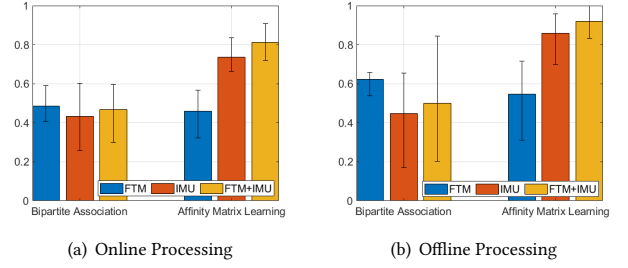 1
0.8
0.6
0.4
0.2
0
FTM IMU FTM+IMU
Bipartite Association Affinity Matrix Learning
(a) Online Processing
1
0.8
0.6
0.4
0.2
0
FTM IMU FTM+IMU
Bipartite Association Affinity Matrix Learning
(b) Offline Processing